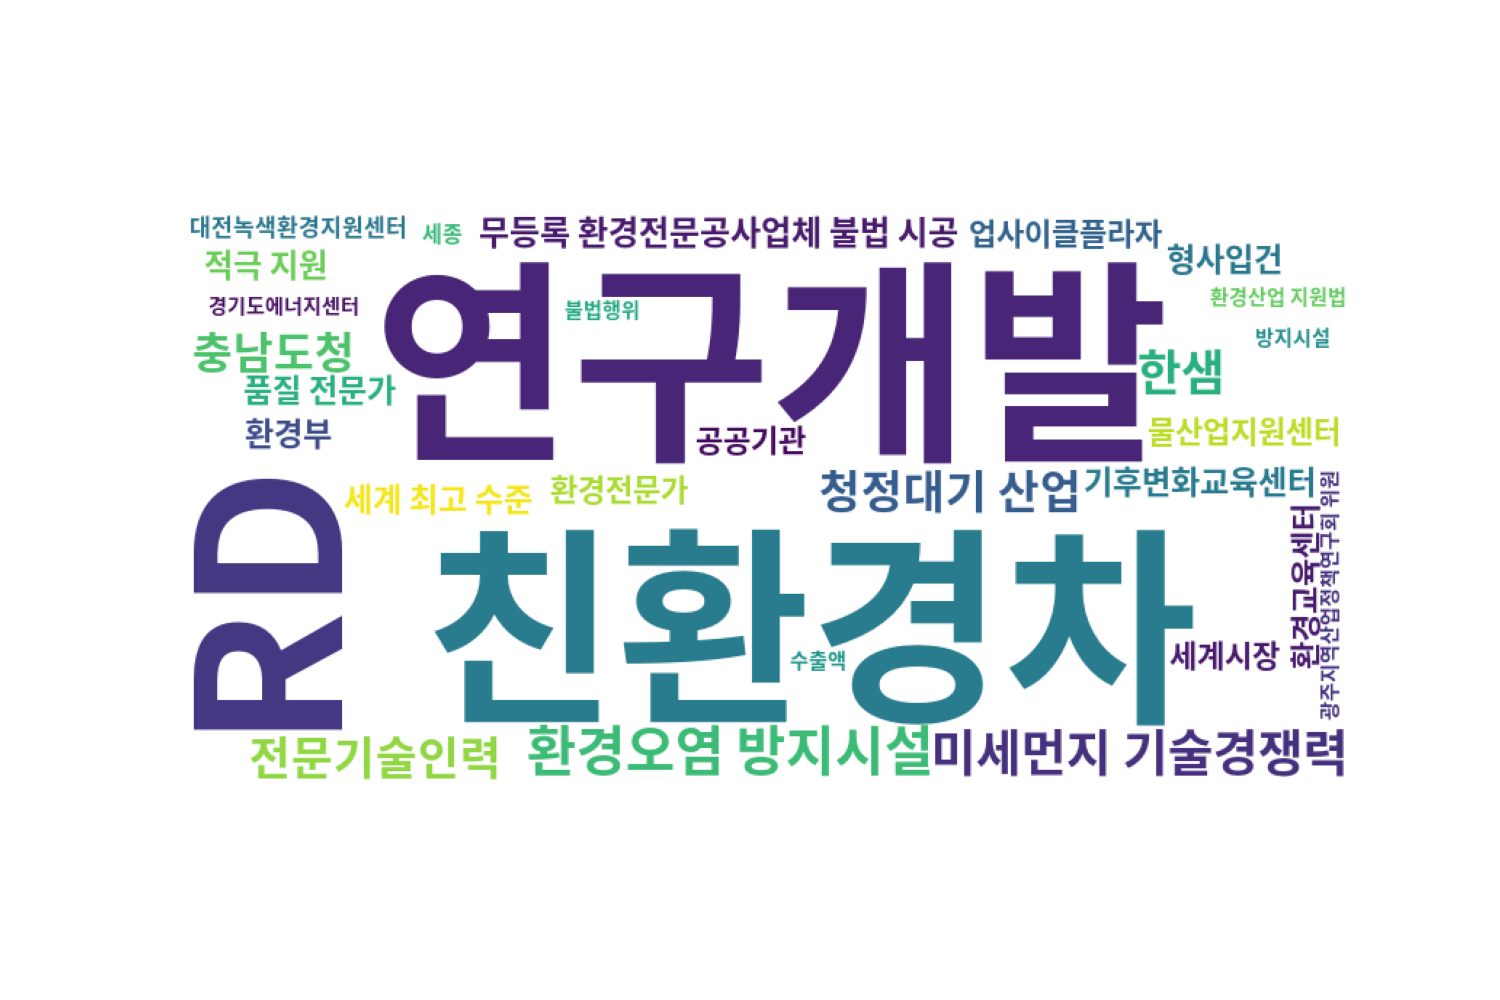 대전녹색환경지원센터
세종
무등록 환경전문공사업체 불법 시공
업사이클플라자
적극 지원
형사입건
경기도에너지센터
불법행위
환경산업 지원법
연구개발
충남도청
방지시설
품질 전문가
한샘
환경부
공공기관
물산업지원센터
RD
세계 최고 수준
환경전문가
청정대기 산업
기후변화교육센터
친환경차
환경교육센터
광주지역산업정책연구회 위원
수출액
세계시장
전문기술인력
환경오염 방지시설
미세먼지 기술경쟁력